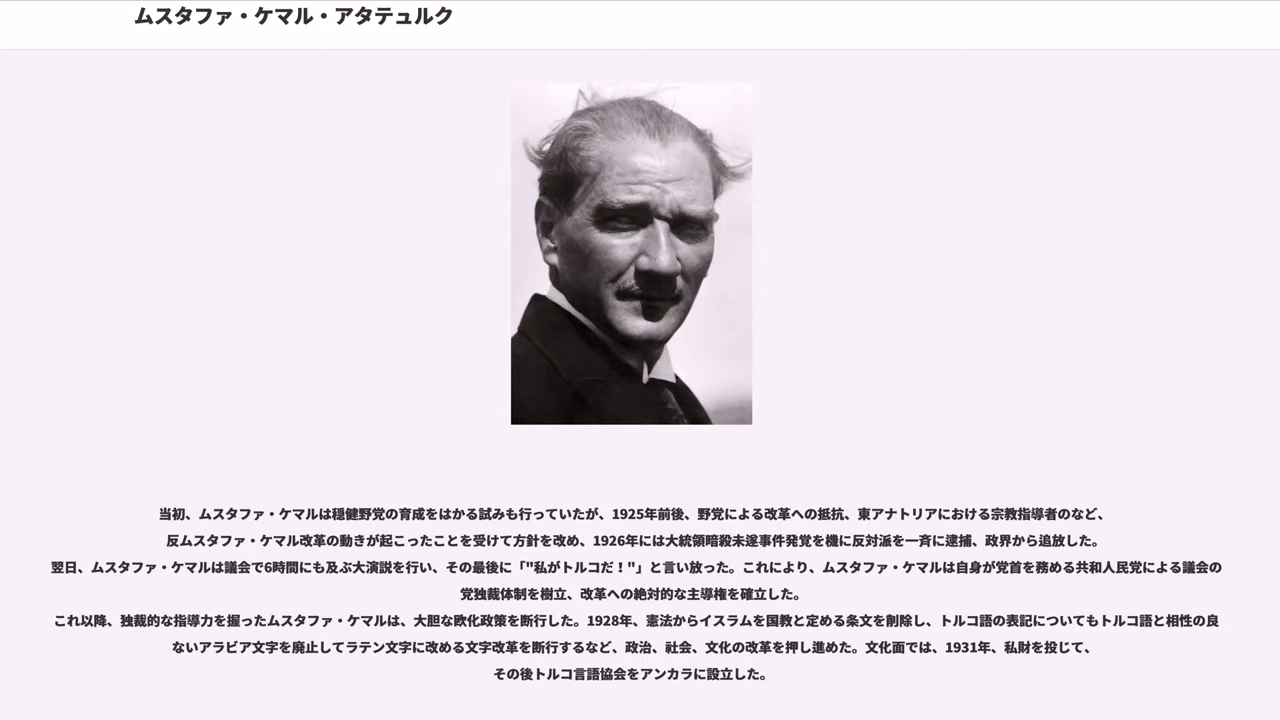 ムスタファ・ケマル・アタテュルク
当初、ムスタファ・ケマルは穏健野党の育成をはかる試みも行っていたが、1925年前後、野党による改革への抵抗、東アナトリアにおける宗教指導者のなど、
反ムスタファ・ケマル改革の動きが起こったことを受けて方針を改め、1926年には大統領暗殺未遂事件発覚を機に反対派を一斉に逮捕、政界から追放した。
翌日、ムスタファ・ケマルは議会で6時間にも及ぶ大演説を行い、その最後に「"私がトルコだ！"」と言い放った。これにより、ムスタファ・ケマルは自身が党首を務める共和人民党による議会の
党独裁体制を樹立、改革への絶対的な主導権を確立した。
これ以降、独裁的な指導力を握ったムスタファ・ケマルは、大胆な欧化政策を断行した。1928年、憲法からイスラムを国教と定める条文を削除し、トルコ語の表記についてもトルコ語と相性の良
ないアラビア文字を廃止してラテン文字に改める文字改革を断行するなど、政治、社会、文化の改革を押し進めた。文化面では、1931年、私財を投じて、
その後トルコ言語協会をアンカラに設立した。